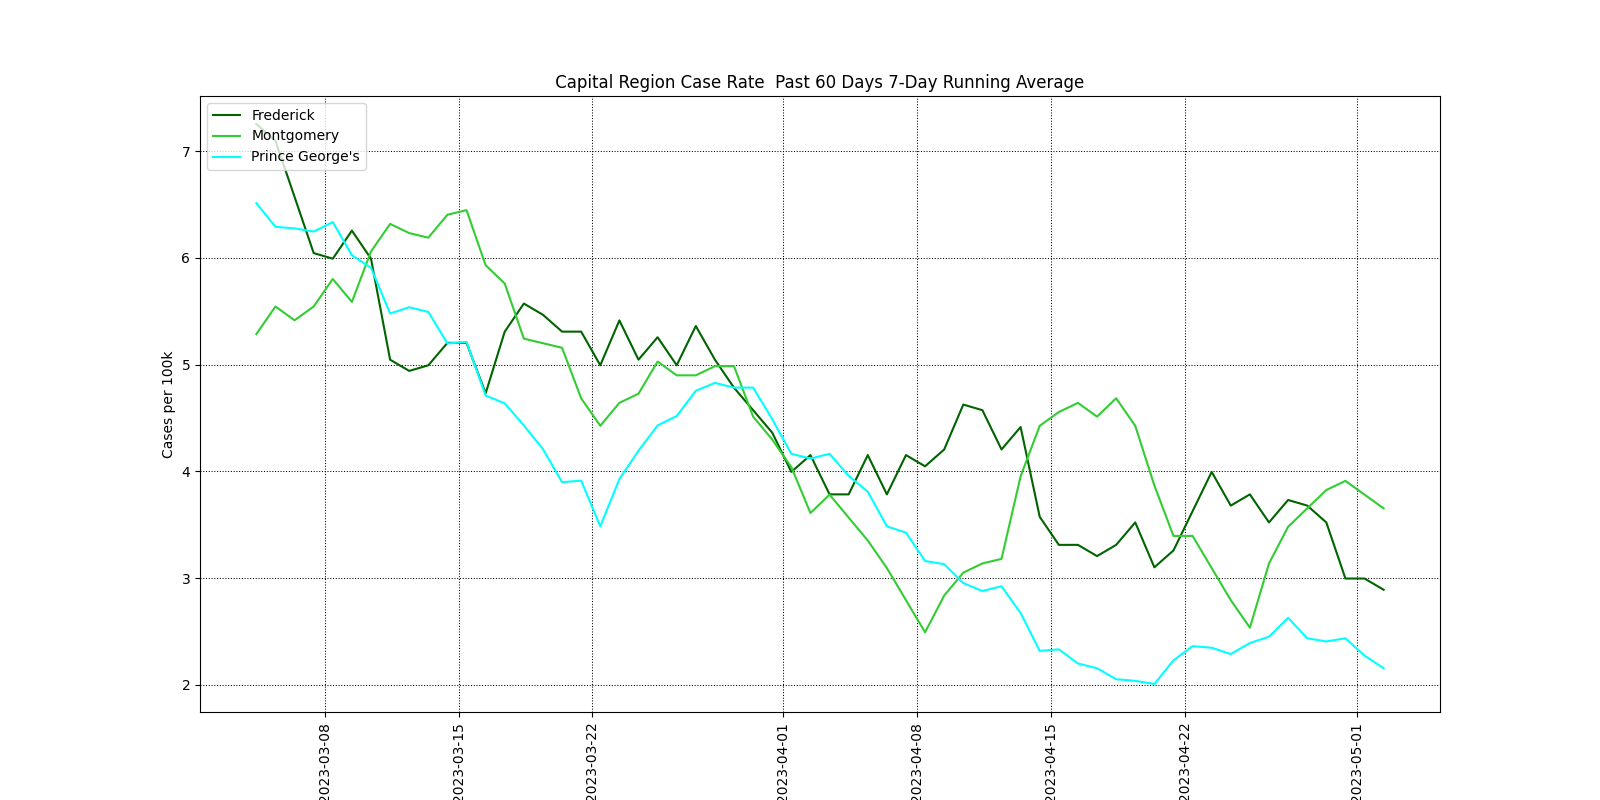 Capital Region Case Rate  Past 60 Days 7-Day Running Average
Frederick
Montgomery
Prince George's
Cases per 100k
7
6
5
4
3
2
2023-03-08
2023-03-15
2023-03-22
2023-04-01
2023-04-08
2023-04-15
2023-04-22
2023-05-01